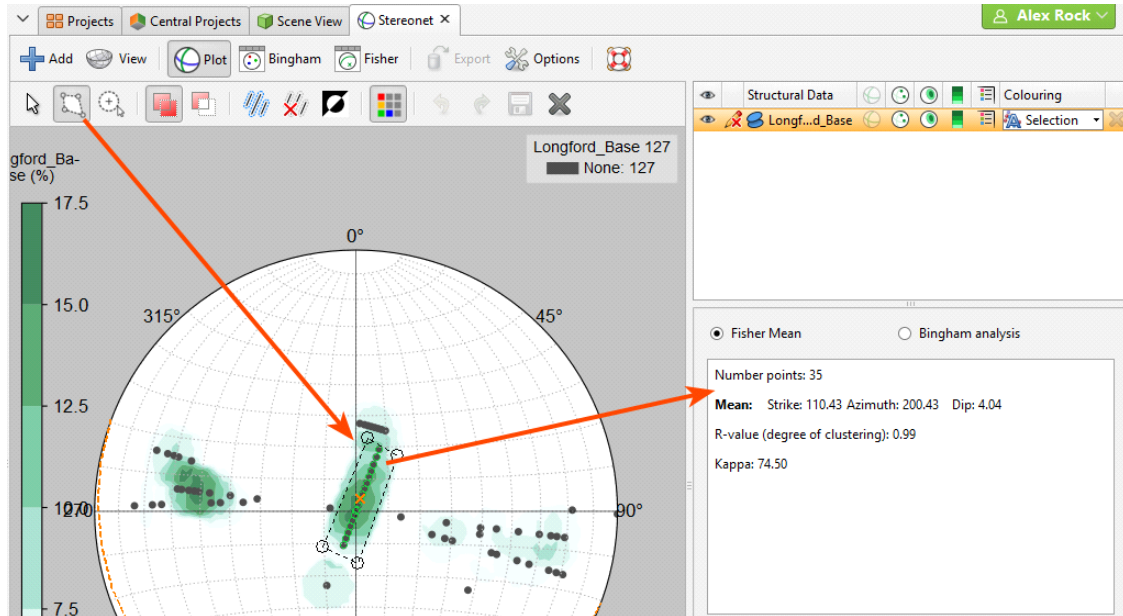 Projects Central Projects Scene View Stereonet ×
Alex Rock
Add View Plot Bingham Fisher Export Options
Structural Data Colouring
Longf...d_Base Selection
Longford_Base 127
None: 127
gford_Ba-
se (%)
17.5
0°
15.0
315°
45°
12.5
270°
90°
7.5
Fisher Mean Bingham analysis
Number points: 35
Mean: Strike: 110.43 Azimuth: 200.43 Dip: 4.04
R-value (degree of clustering): 0.99
Kappa: 74.50